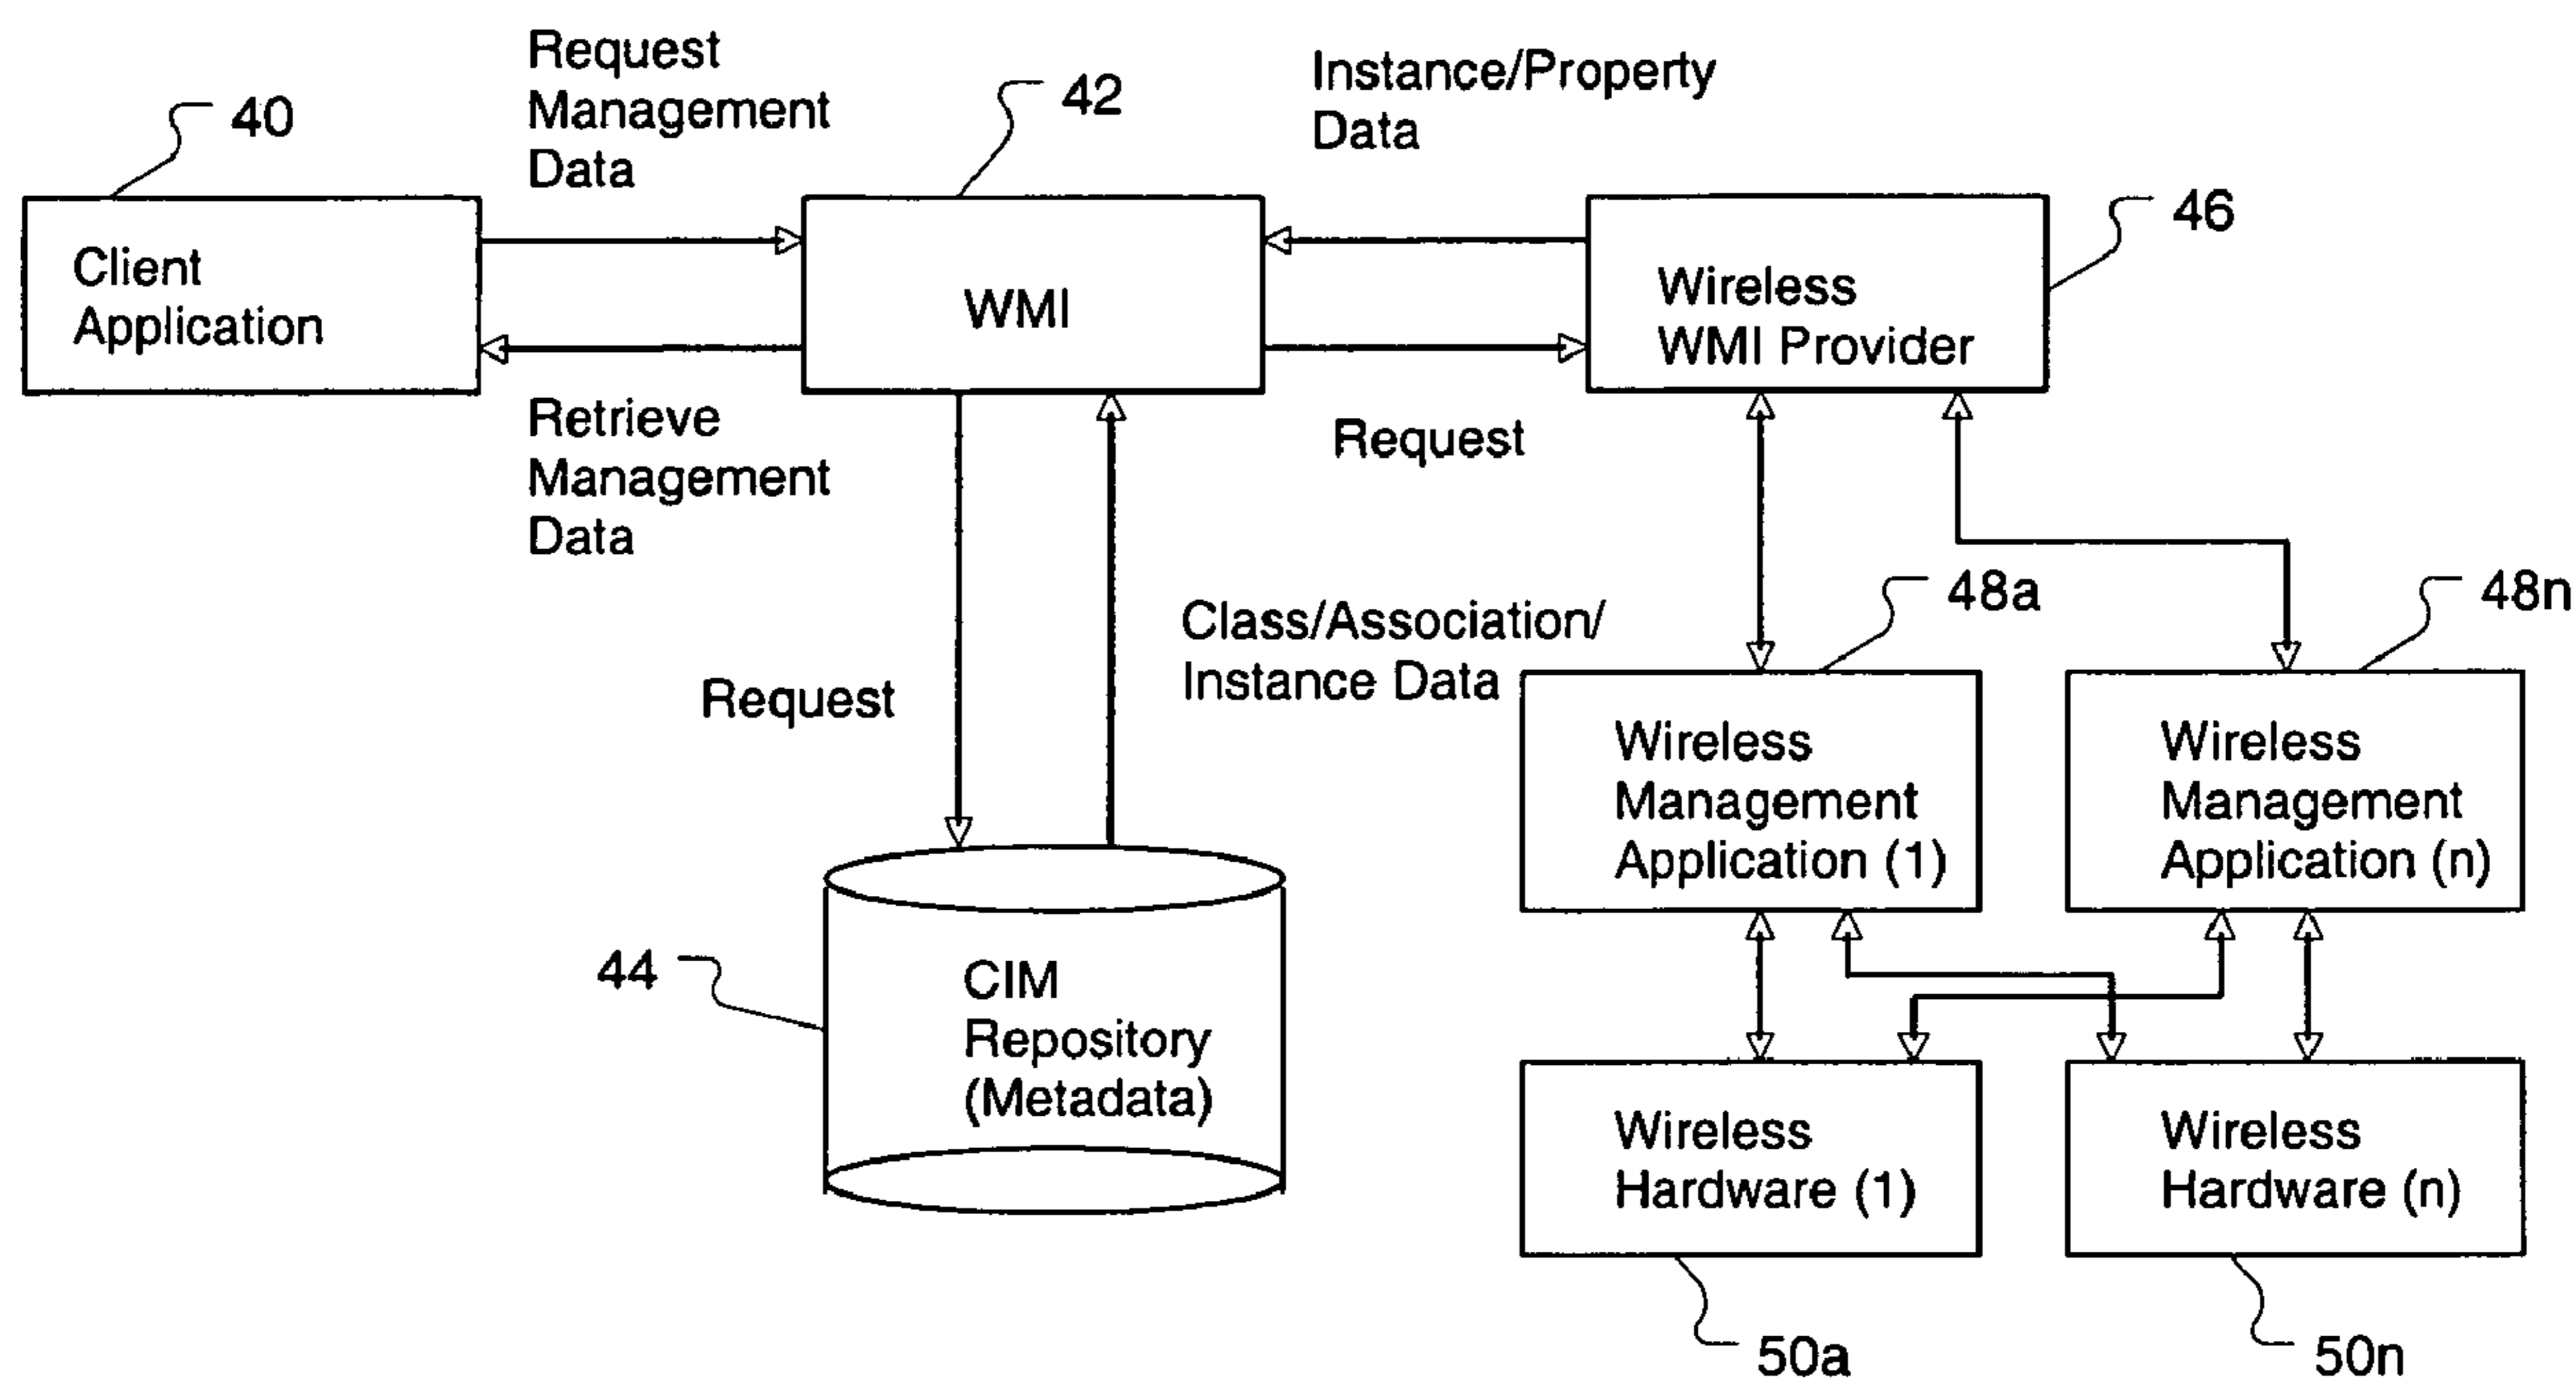 Request
Management
Data
40
42
Instance/Property
Data
46
Client
Application
WMI
Wireless
WMI Provider
Retrieve
Management
Data
Request
48a
48n
Class/Association/
Instance Data
Request
Wireless
Management
Application (1)
Wireless
Management
Application (n)
44
CIM
Repository
(Metadata)
Wireless
Hardware (1)
Wireless
Hardware (n)
50a
50n